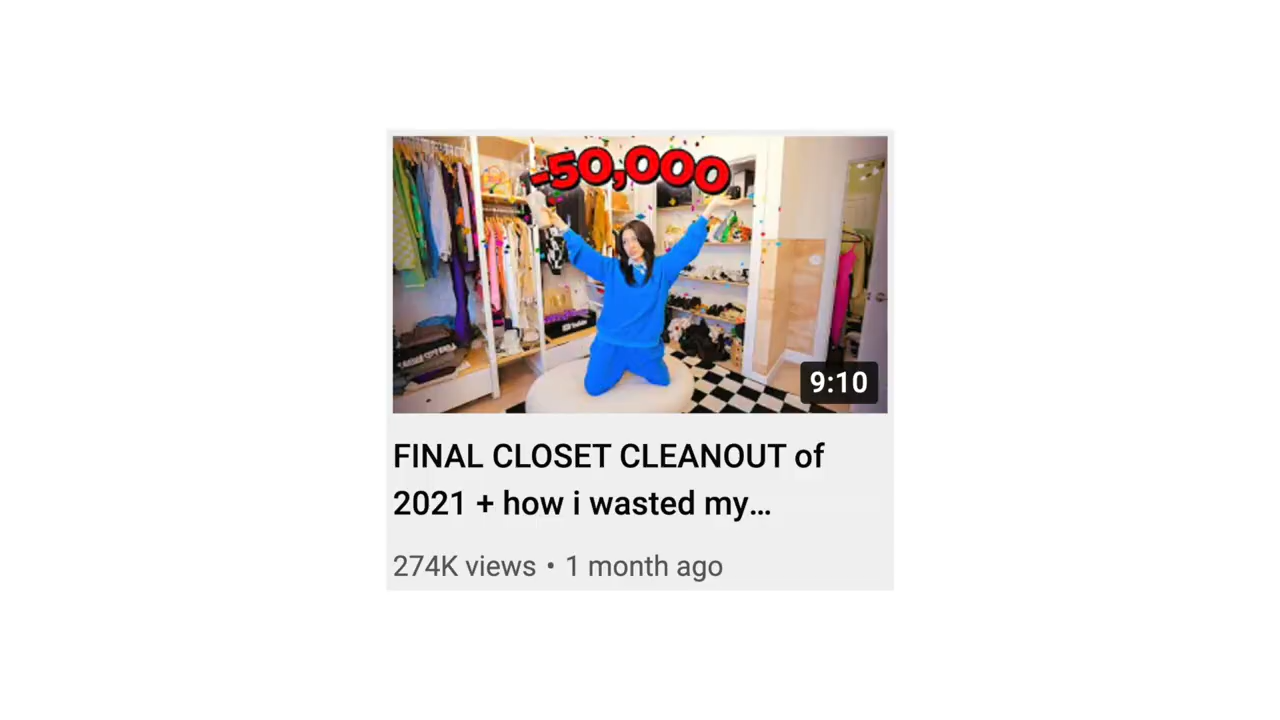 -50,000
9:10
FINAL CLOSET CLEANOUT of
2021 + how i wasted my…
274K views • 1 month ago